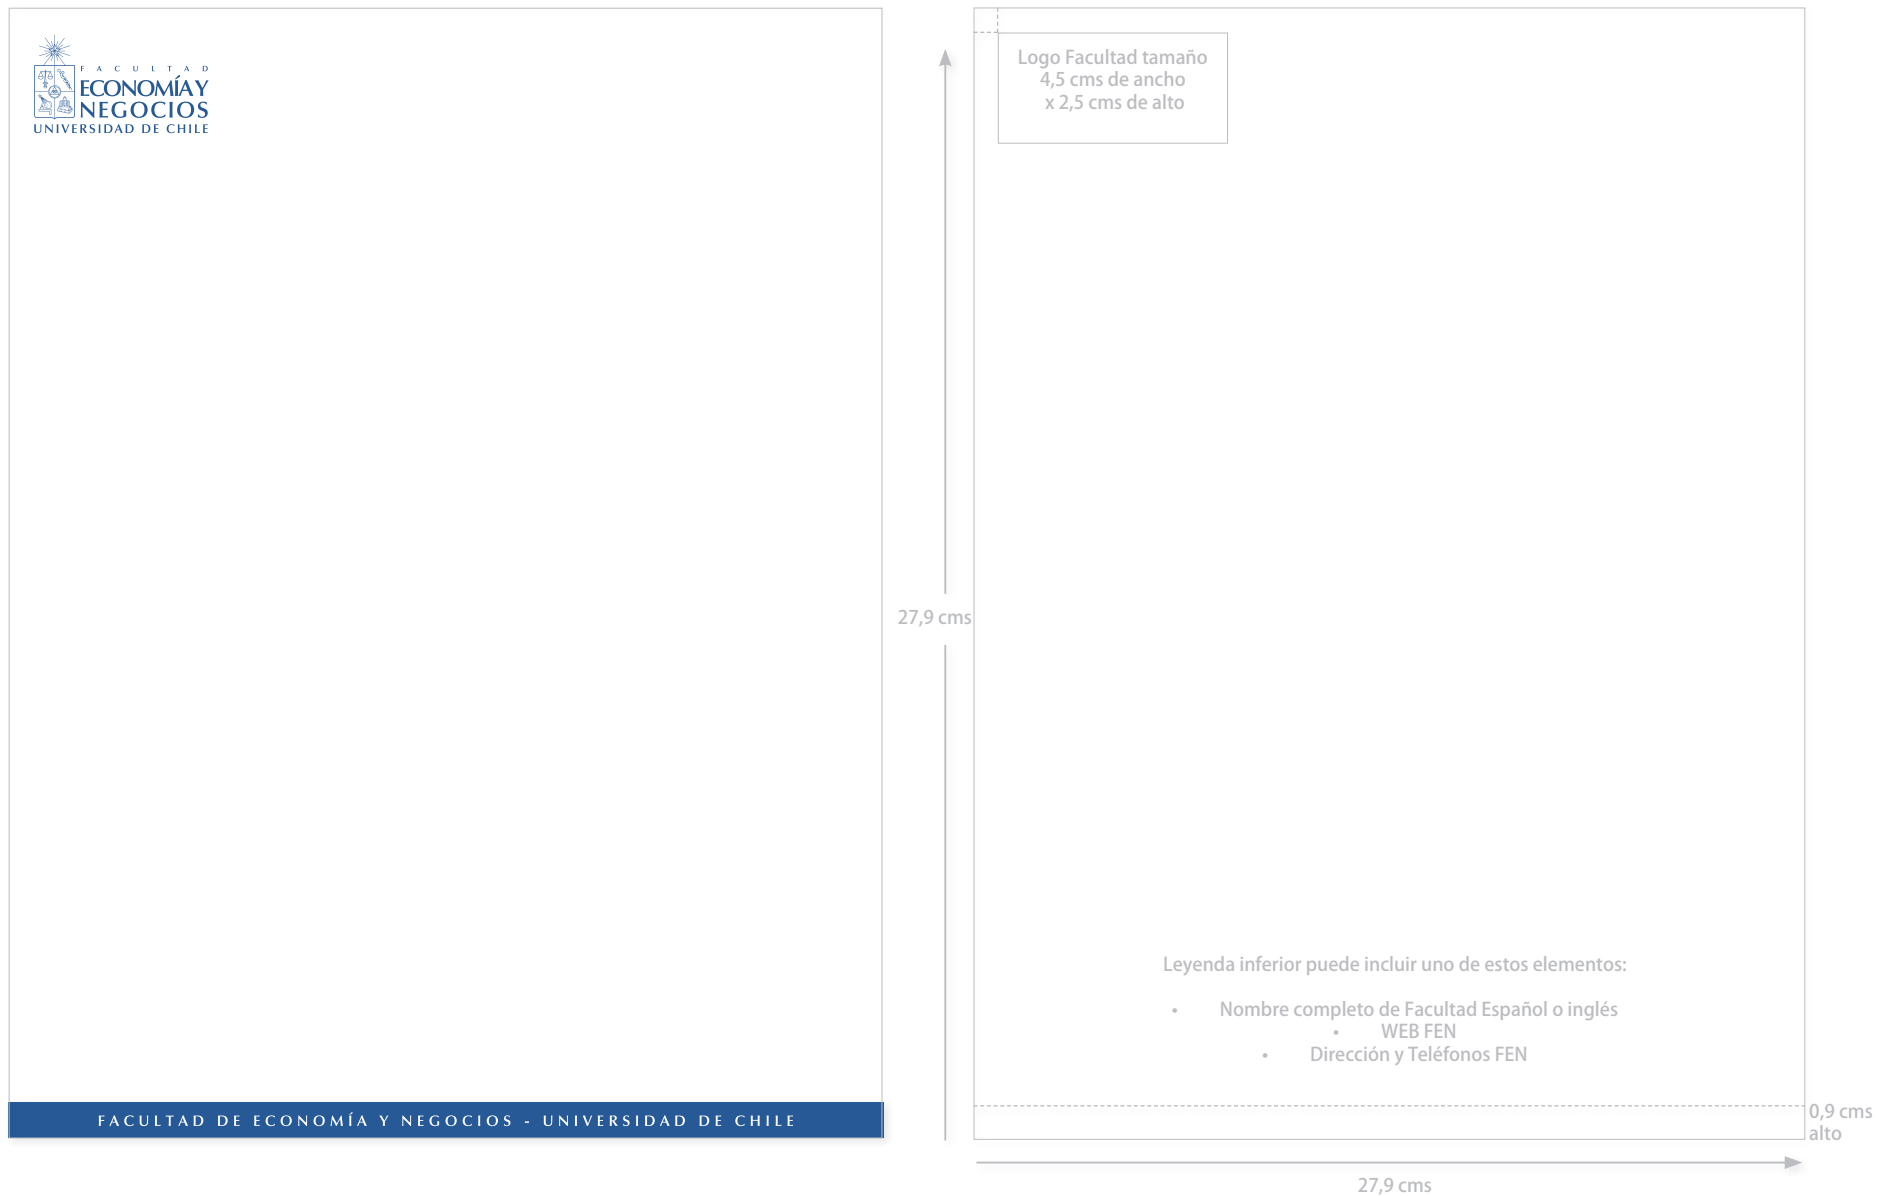 FACULTAD
ECONOMÍA Y
NEGOCIOS
UNIVERSIDAD DE CHILE
FACULTAD DE ECONOMÍA Y NEGOCIOS - UNIVERSIDAD DE CHILE
Logo Facultad tamaño
4,5 cms de ancho
x 2,5 cms de alto
27,9 cms
Leyenda inferior puede incluir uno de estos elementos:
• Nombre completo de Facultad Español o inglés
• WEB FEN
• Dirección y Teléfonos FEN
0,9 cms
alto
27,9 cms